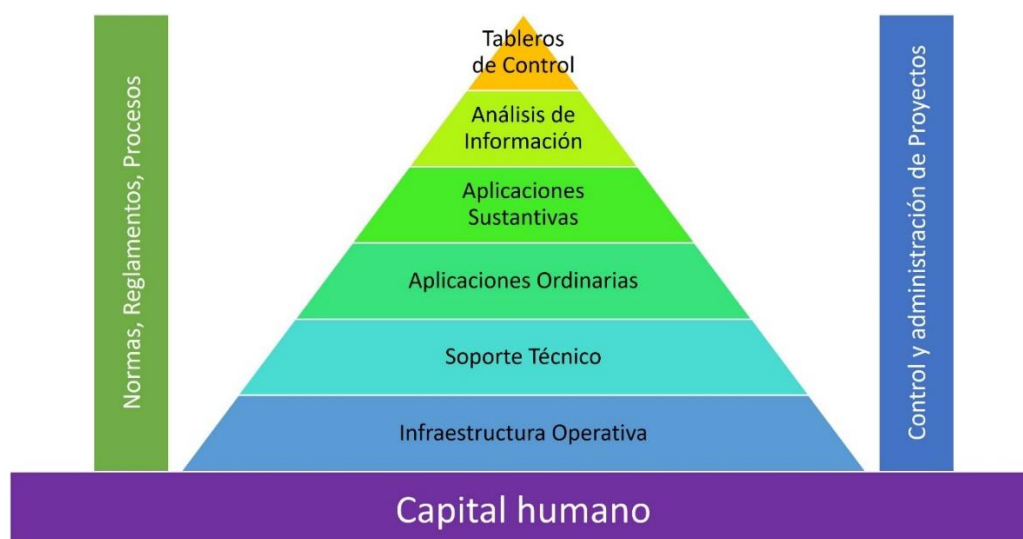 Normas, Reglamentos, Procesos
Tableros
de Control
Análisis de
Información
Aplicaciones
Sustantivas
Aplicaciones Ordinarias
Soporte Técnico
Infraestructura Operativa
Control y administración de Proyectos
Capital humano